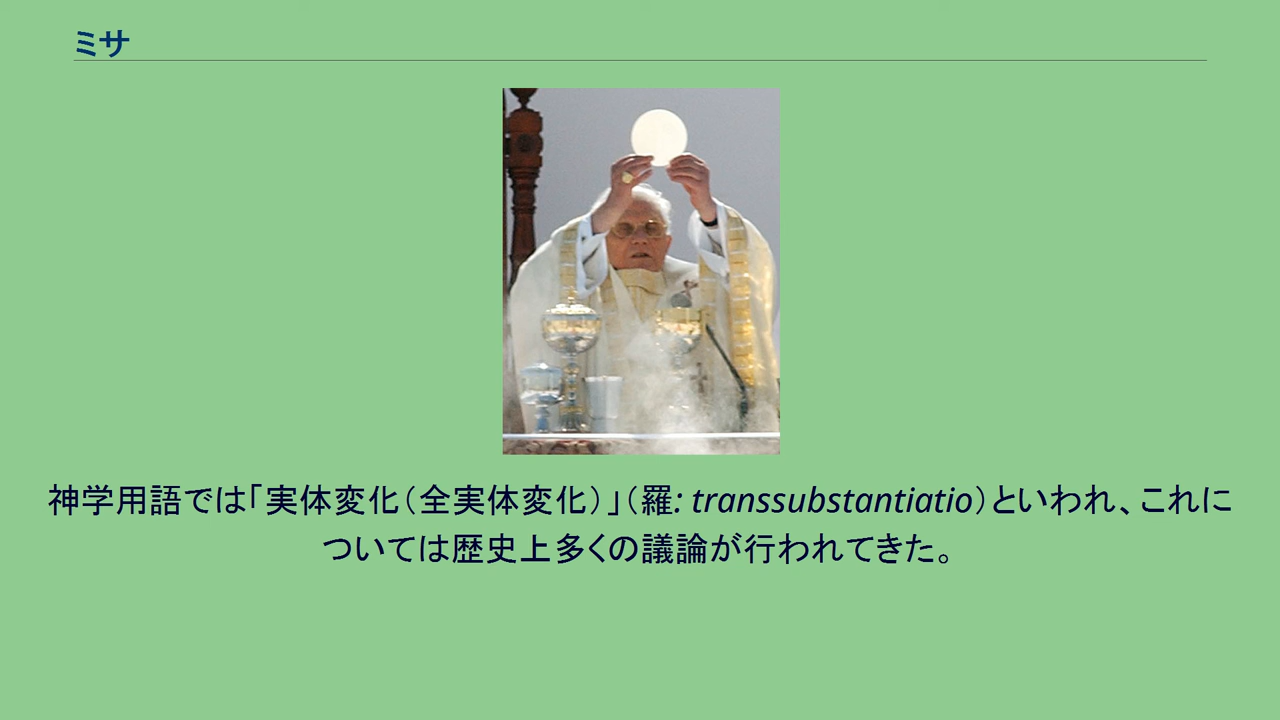 ミサ
神学用語では「実体変化（全実体変化）」（羅: transsubstantiatio）といわれ、これに
ついては歴史上多くの議論が行われてきた。